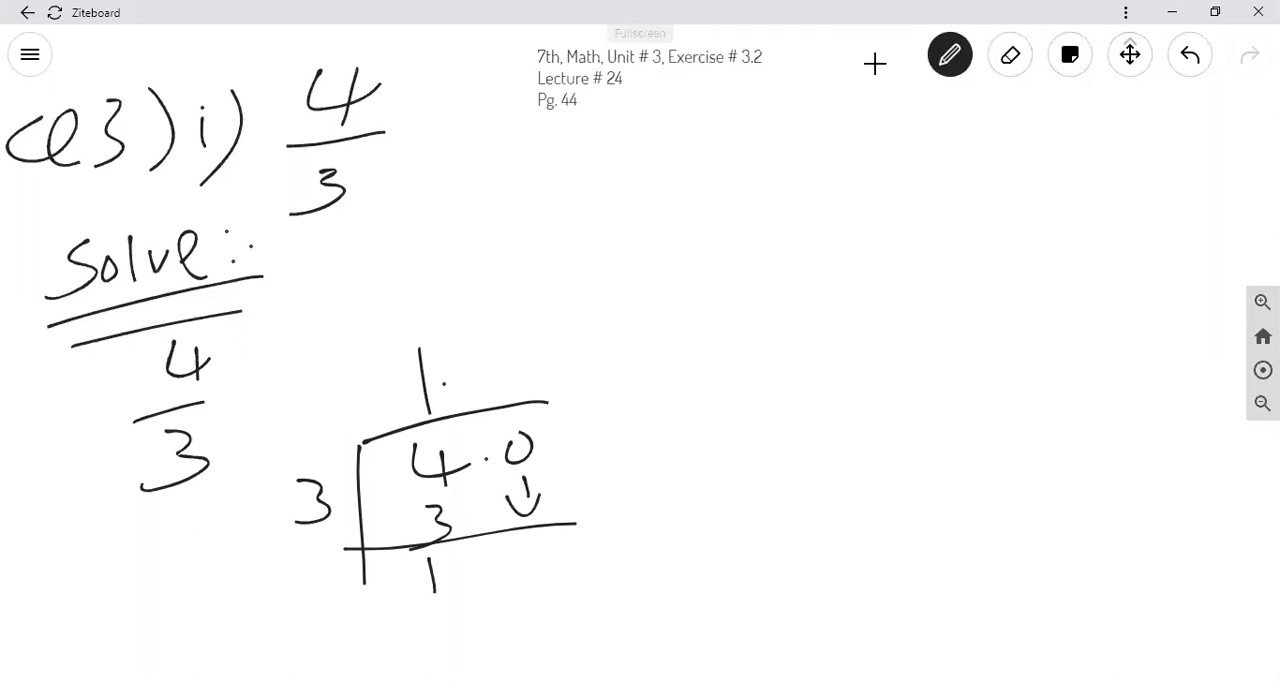 Ziteboard
Fullscreen
7th, Math, Unit # 3, Exercise # 3.2
Lecture # 24
Pg. 44
Q3) i) 4
3
Solve:
4
3
1.
3 4.0
3
1